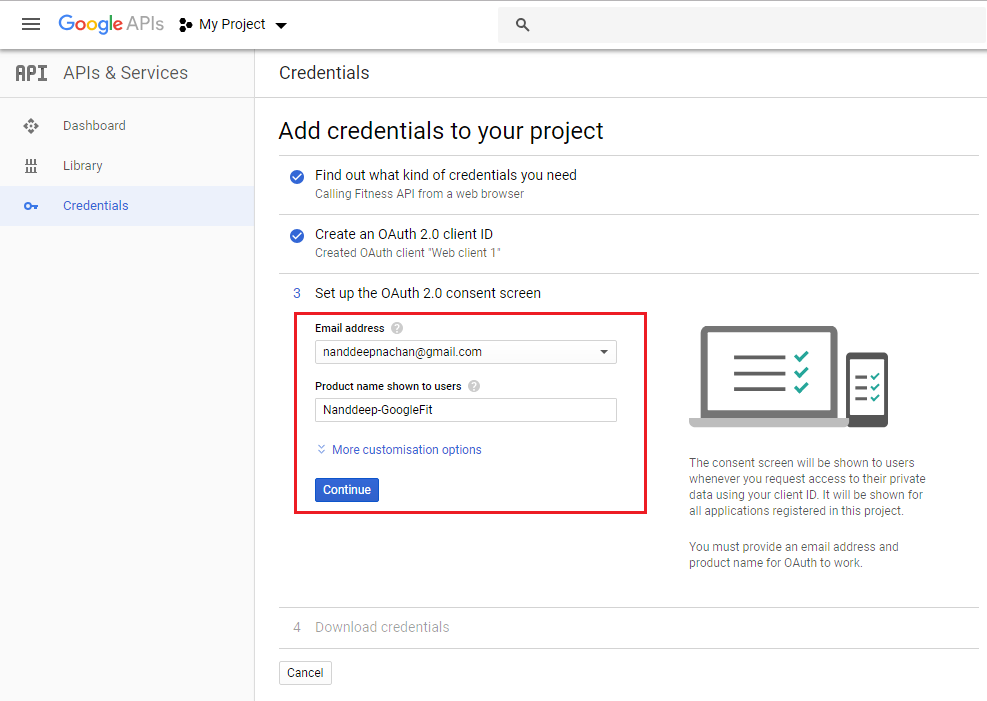 Google APIs My Project
API APIs & Services
Credentials
Dashboard
Library
Credentials
Add credentials to your project
Find out what kind of credentials you need
Calling Fitness API from a web browser
Create an OAuth 2.0 client ID
Created OAuth client "Web client 1"
3 Set up the OAuth 2.0 consent screen
Email address ?
nanddeepnachan@gmail.com
Product name shown to users ?
Nanddeep-GoogleFit
More customisation options
Continue
The consent screen will be shown to users
whenever you request access to their private
data using your client ID. It will be shown for
all applications registered in this project.
You must provide an email address and
product name for OAuth to work.
4 Download credentials
Cancel